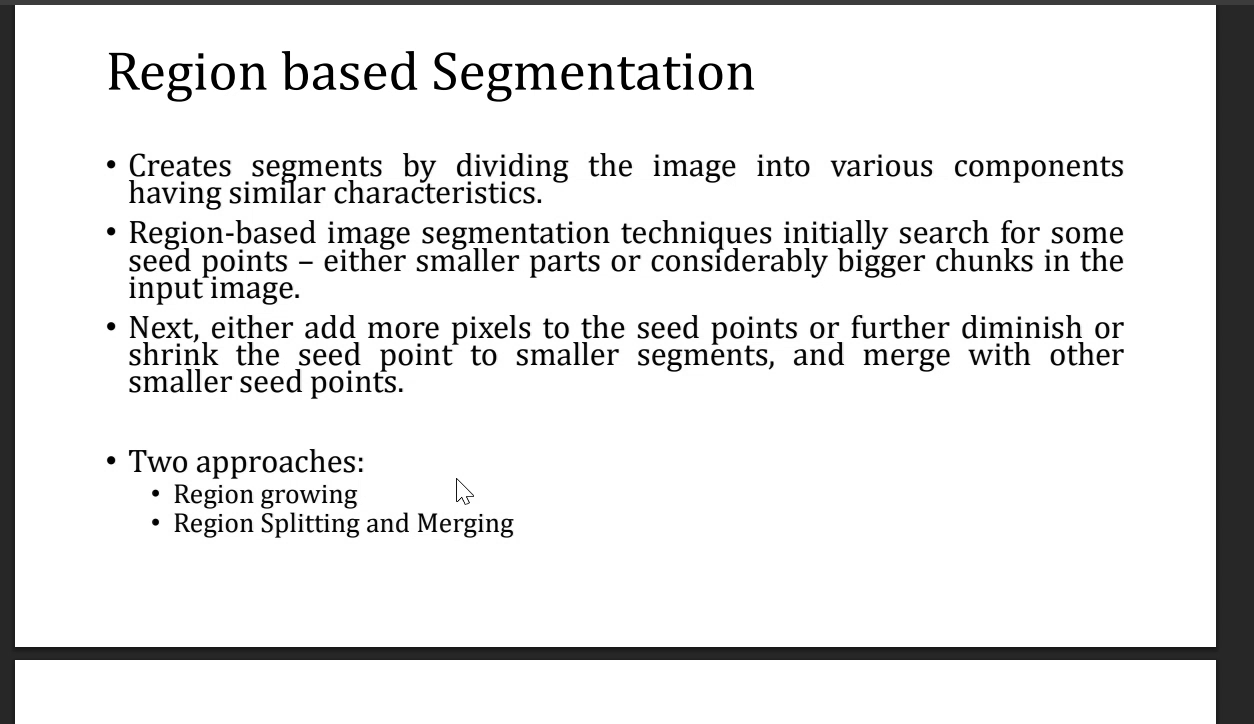 Region based Segmentation
• Creates segments by dividing the image into various components
having similar characteristics.
• Region-based image segmentation techniques initially search for some
seed points – either smaller parts or considerably bigger chunks in the
input image.
• Next, either add more pixels to the seed points or further diminish or
shrink the seed point to smaller segments, and merge with other
smaller seed points.
• Two approaches:
• Region growing
• Region Splitting and Merging